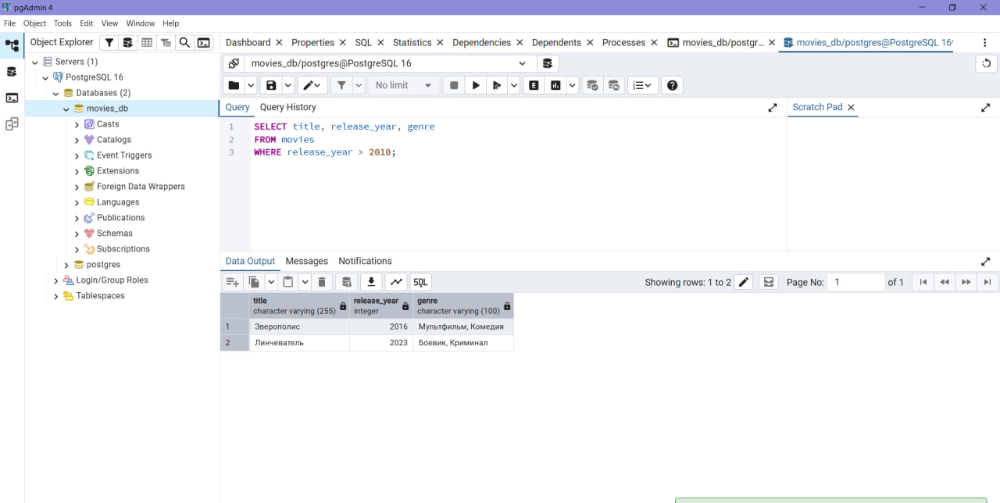 pgAdmin 4
File Object Tools Edit View Window Help
Object Explorer
Dashboard Properties SQL Statistics Dependencies Dependents Processes movies_db/postgr... movies_db/postgres@PostgreSQL 16
Servers (1)
PostgreSQL 16
Databases (2)
movies_db
Casts
Catalogs
Event Triggers
Extensions
Foreign Data Wrappers
Languages
Publications
Schemas
Subscriptions
postgres
Login/Group Roles
Tablespaces
movies_db/postgres@PostgreSQL 16
No limit
E
Query Query History
Scratch Pad
1 SELECT title, release_year, genre
2 FROM movies
3 WHERE release_year > 2010;
Data Output Messages Notifications
SQL
Showing rows: 1 to 2
Page No: 1 of 1
title release_year genre
character varying (255) integer character varying (100)
1 Зверополис 2016 Мультфильм, Комедия
2 Линчеватель 2023 Боевик, Криминал